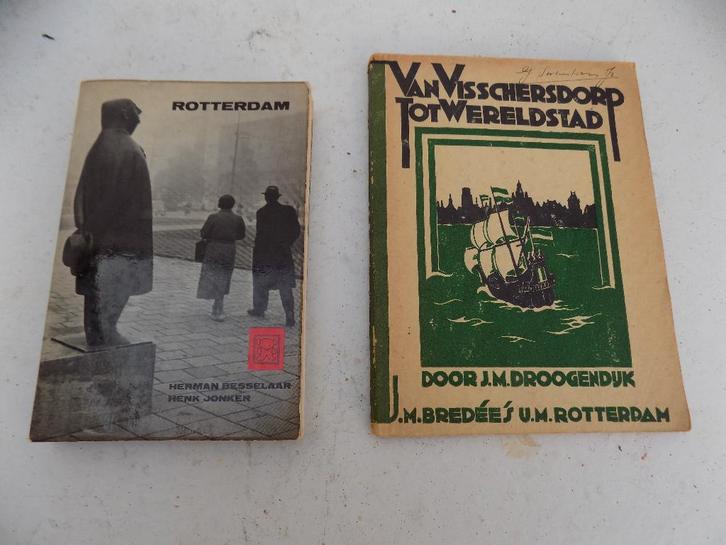 ROTTERDAM
HERMAN BESSELAAR
HENK JONKER
VAN VISSCHERSDORP
TOT WERELDSTAD
DOOR J.M. DROOGENDIJK
J.M. BREDÉE'S U.M. ROTTERDAM